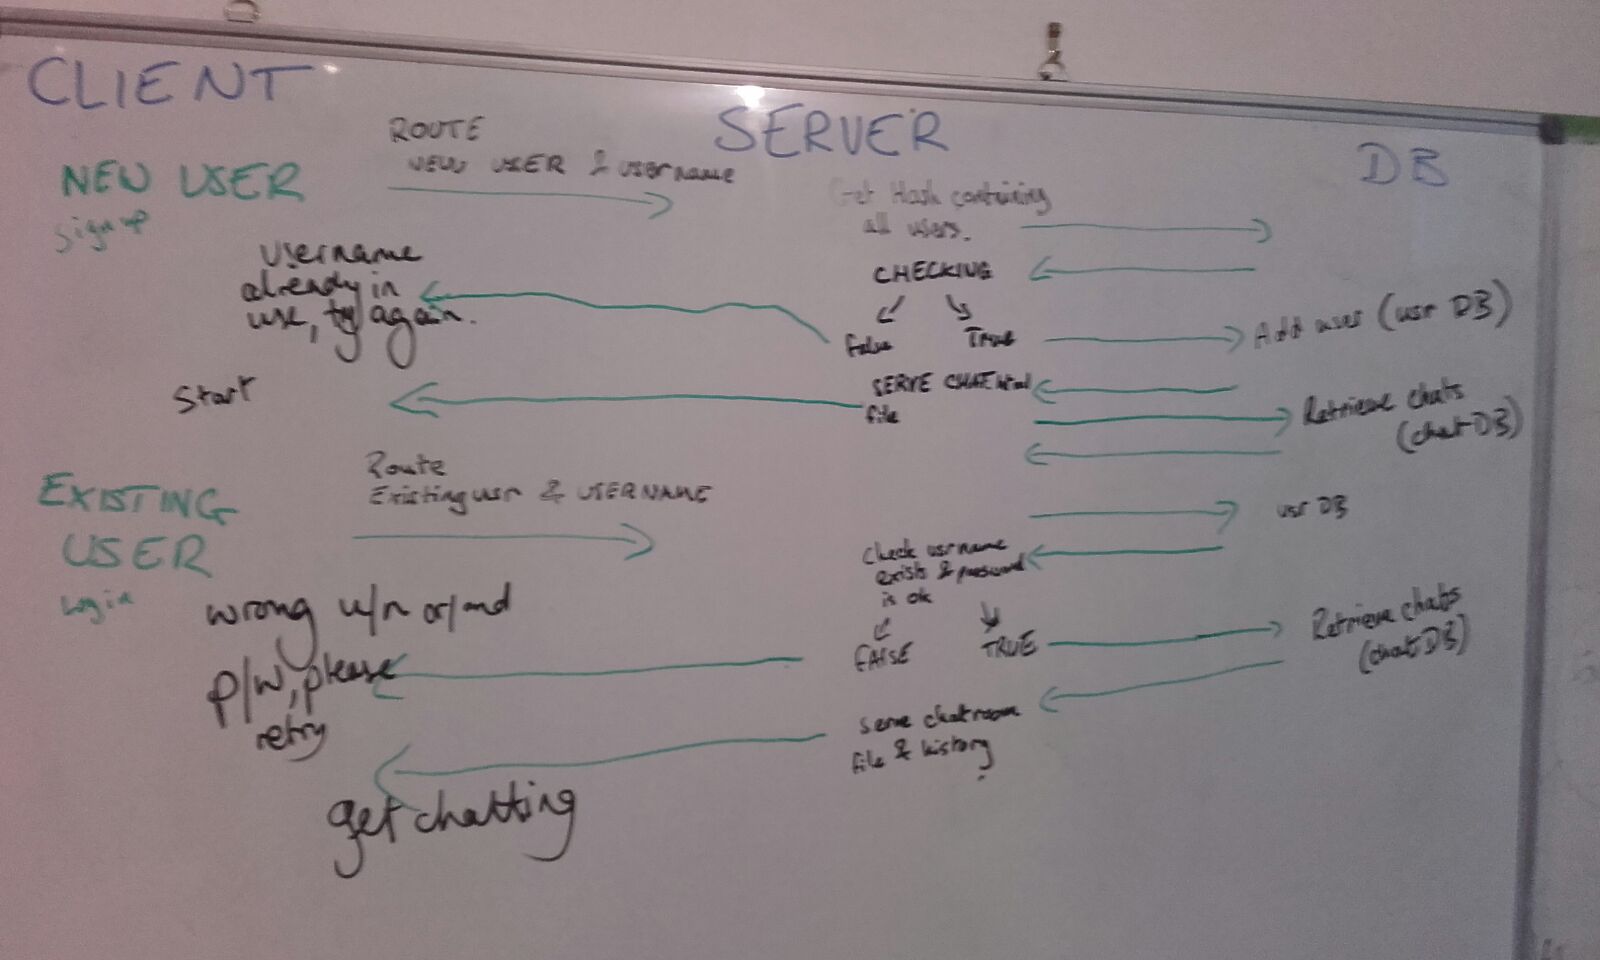 CLIENT
SERVER
DB
ROUTE
NEW USER & username
NEW USER
sign up
Get Hash containing
all users.
username
already in
use, try again.
CHECKING
False True
Add user (usr DB)
Start
SERVE CHAT.html
file
Retrieve chats
(chat DB)
Route
Existing usr & USERNAME
EXISTING
USER
Login
usr DB
Check usrname
exists & password
is ok
FALSE TRUE
Retrieve chats
(chat DB)
wrong u/n or/and
p/w, please
retry
serve chatroom
file & history
get chatting